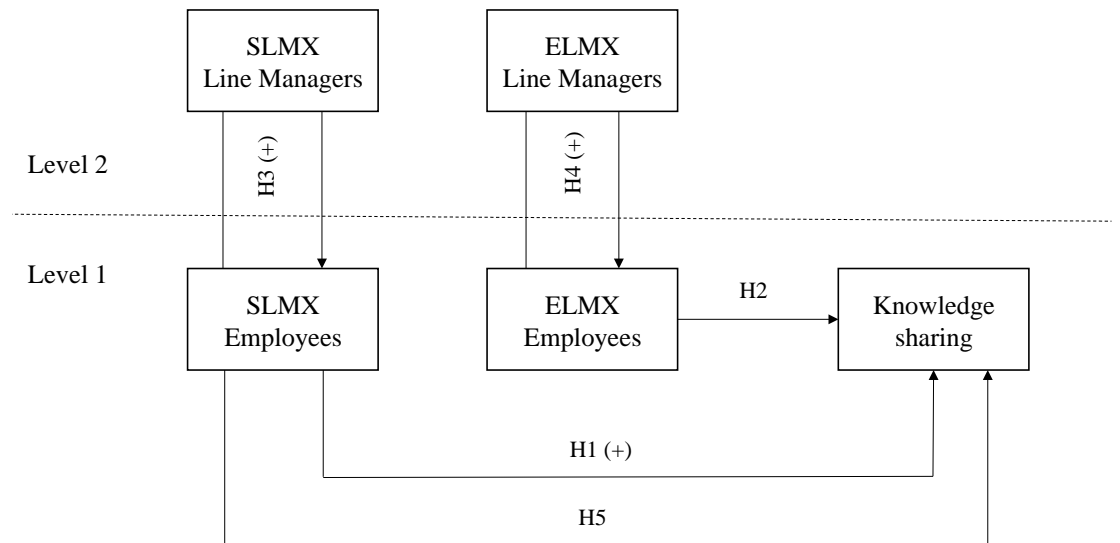 SLMX
Line Managers
ELMX
Line Managers
H3 (+)
H4 (+)
Level 2
Level 1
SLMX
Employees
ELMX
Employees
H2
Knowledge
sharing
H1 (+)
H5